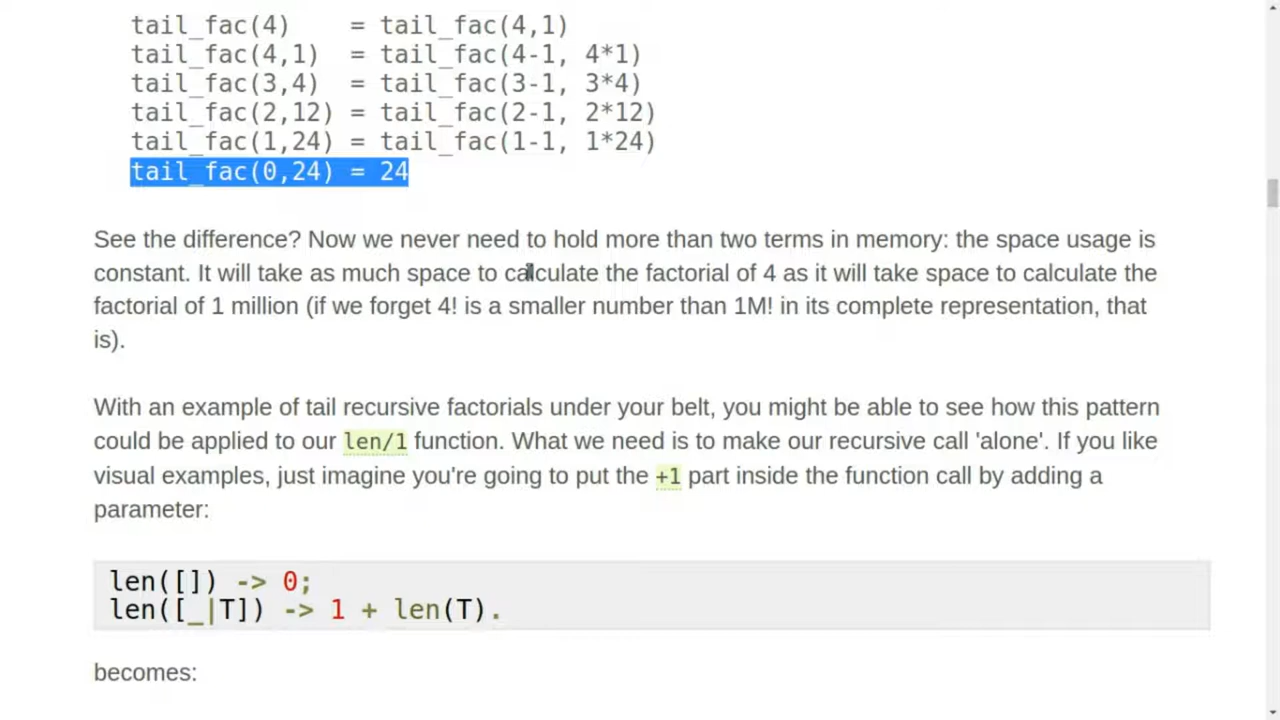 tail_fac(4)    = tail_fac(4,1)
tail_fac(4,1)  = tail_fac(4-1, 4*1)
tail_fac(3,4)  = tail_fac(3-1, 3*4)
tail_fac(2,12) = tail_fac(2-1, 2*12)
tail_fac(1,24) = tail_fac(1-1, 1*24)
tail_fac(0,24) = 24
See the difference? Now we never need to hold more than two terms in memory: the space usage is
constant. It will take as much space to calculate the factorial of 4 as it will take space to calculate the
factorial of 1 million (if we forget 4! is a smaller number than 1M! in its complete representation, that
is).
With an example of tail recursive factorials under your belt, you might be able to see how this pattern
could be applied to our len/1 function. What we need is to make our recursive call 'alone'. If you like
visual examples, just imagine you're going to put the +1 part inside the function call by adding a
parameter:
len([]) -> 0;
len([_|T]) -> 1 + len(T).
becomes: